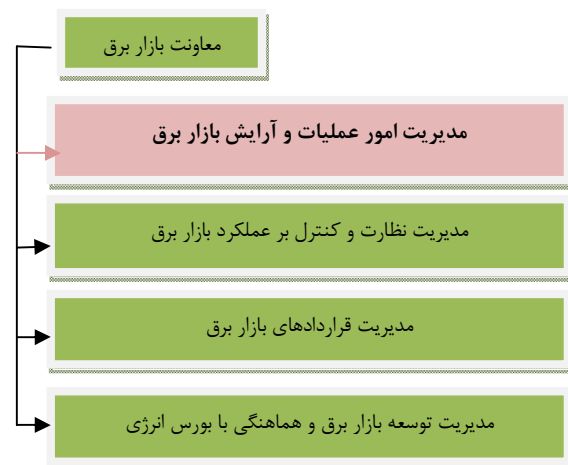 معاونت بازار برق
مدیریت امور عملیات و آرایش بازار برق
مدیریت نظارت و کنترل بر عملکرد بازار برق
مدیریت قراردادهای بازار برق
مدیریت توسعه بازار برق و هماهنگی با بورس انرژی